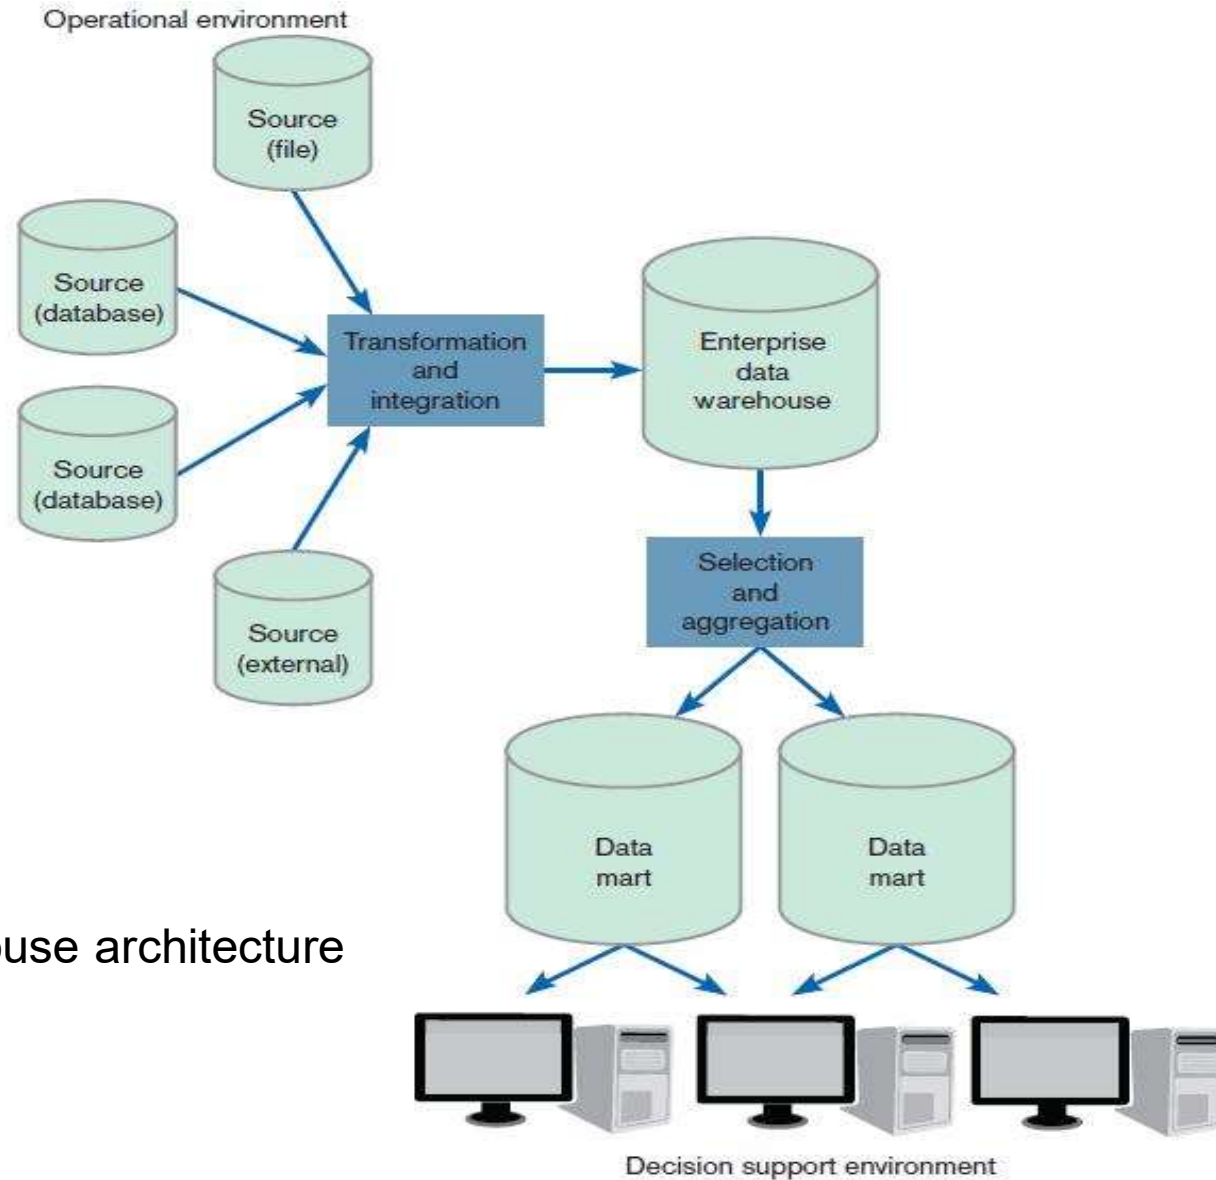 Operational environment
Source
(file)
Source
(database)
Transformation
and
integration
Enterprise
data
warehouse
Source
(database)
Selection
and
aggregation
Source
(external)
Data
mart
Data
mart
architecture
Decision support environment